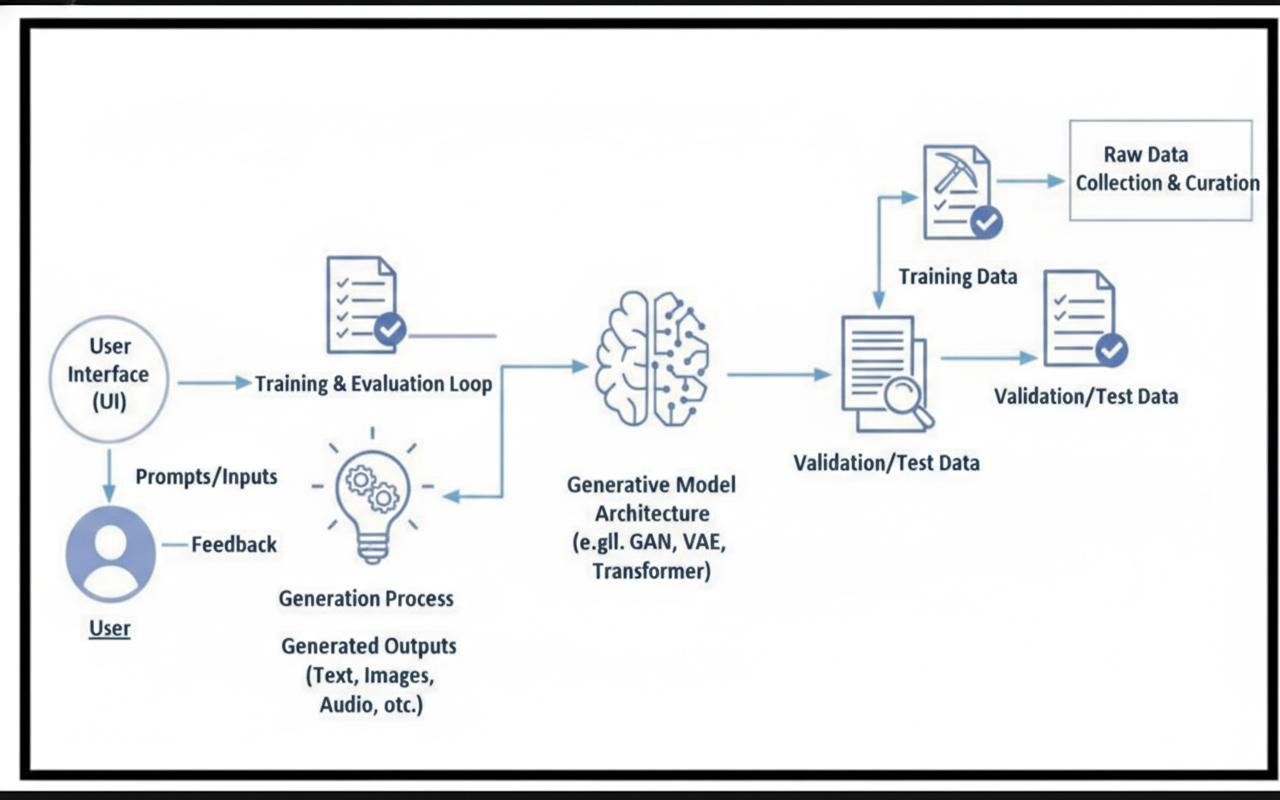 Raw Data
Collection & Curation
Training Data
User
Interface
(UI)
Training & Evaluation Loop
Validation/Test Data
Prompts/Inputs
Validation/Test Data
Generative Model
Architecture
(e.gll. GAN, VAE,
Transformer)
Feedback
User
Generation Process
Generated Outputs
(Text, Images,
Audio, otc.)